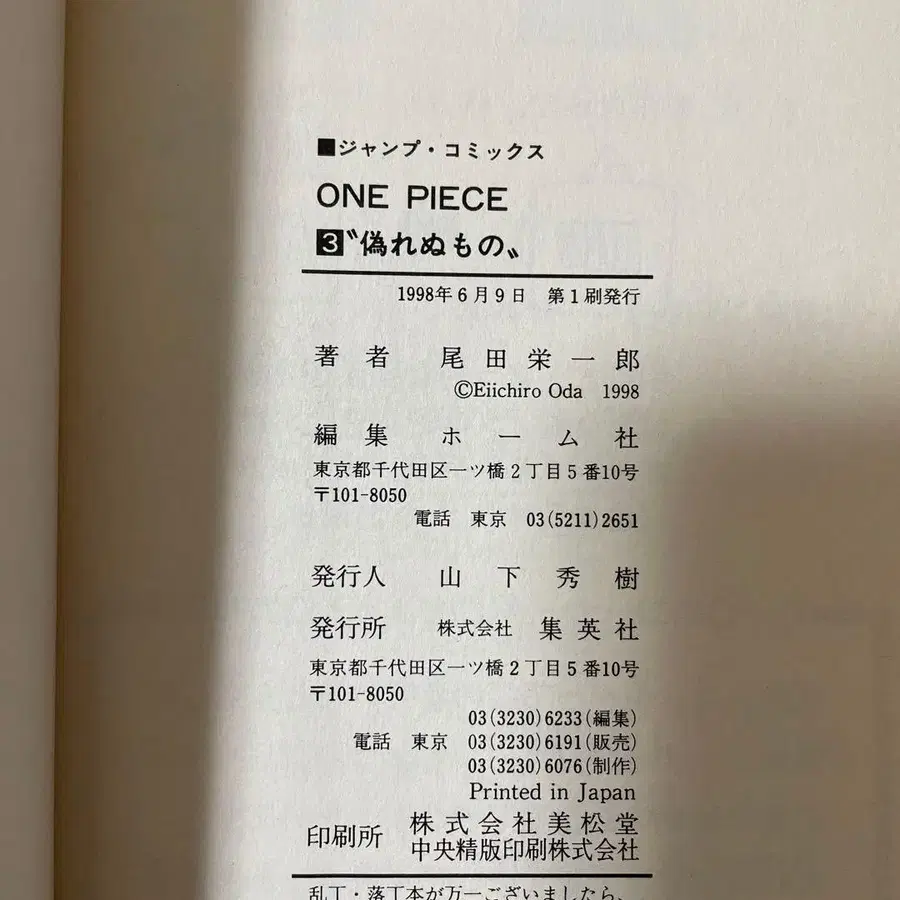 ■ジャンプ・コミックス
ONE PIECE
3〝偽れぬもの〟
1998年6月9日 第1刷発行
著者 尾田栄一郎
©Eiichiro Oda 1998
編集 ホーム社
東京都千代田区一ツ橋2丁目5番10号
〒101-8050
電話 東京 03(5211)2651
発行人 山下秀樹
発行所 株式会社 集英社
東京都千代田区一ツ橋2丁目5番10号
〒101-8050
03(3230)6233(編集)
電話 東京 03(3230)6191(販売)
03(3230)6076(制作)
Printed in Japan
印刷所 株式会社美松堂
中央精版印刷株式会社
乱丁・落丁本が万一ございましたら、